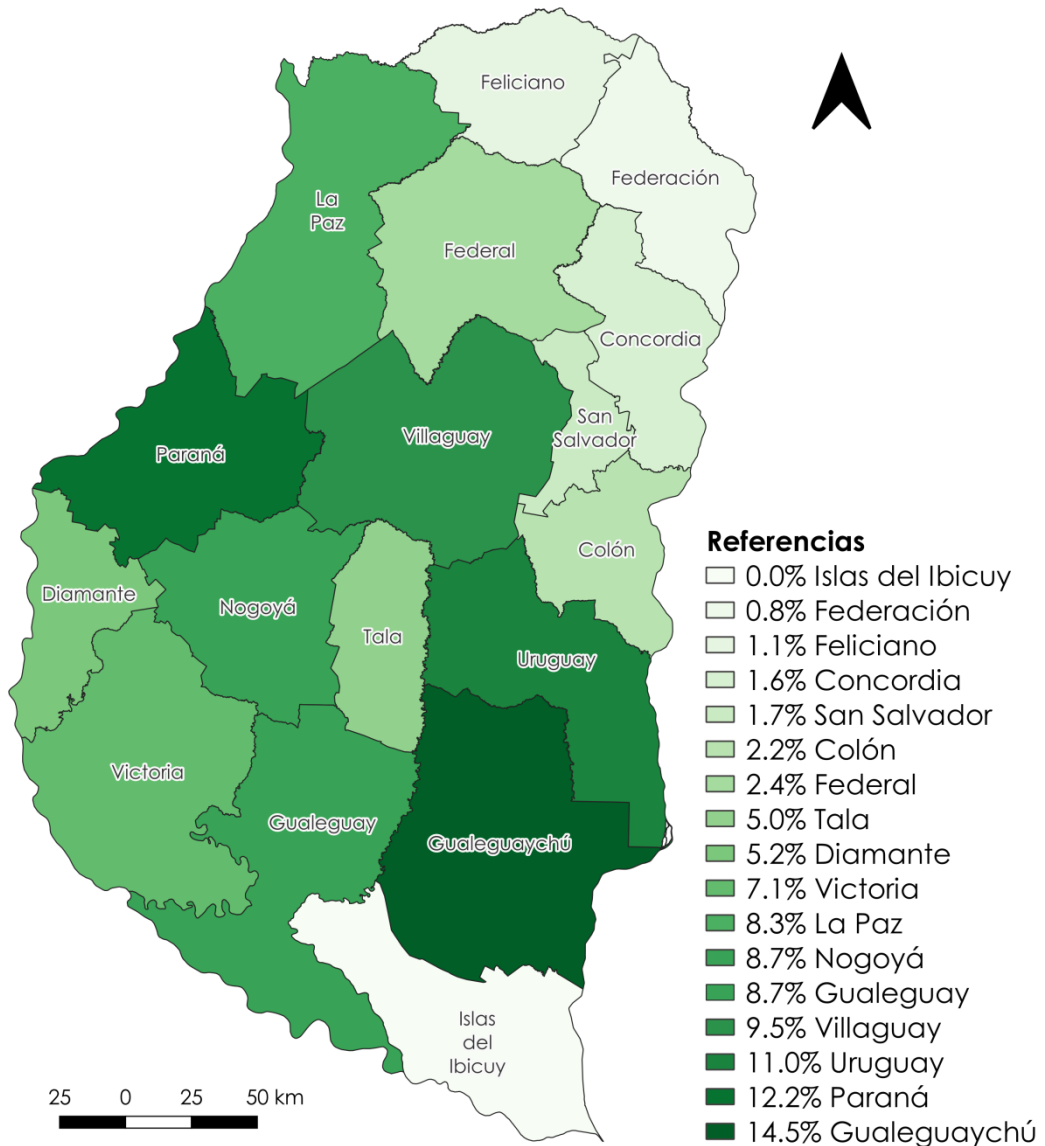 Feliciano
Federación
La
Paz
Federal
Concordia
San
Salvador
Villaguay
Paraná
Colón
Diamante
Nogoyá
Tala
Uruguay
Victoria
Gualeguay
Gualeguaychú
Islas
del
Ibicuy
25 0 25 50 km
Referencias
0.0% Islas del Ibicuy
0.8% Federación
1.1% Feliciano
1.6% Concordia
1.7% San Salvador
2.2% Colón
2.4% Federal
5.0% Tala
5.2% Diamante
7.1% Victoria
8.3% La Paz
8.7% Nogoyá
8.7% Gualeguay
9.5% Villaguay
11.0% Uruguay
12.2% Paraná
14.5% Gualeguaychú